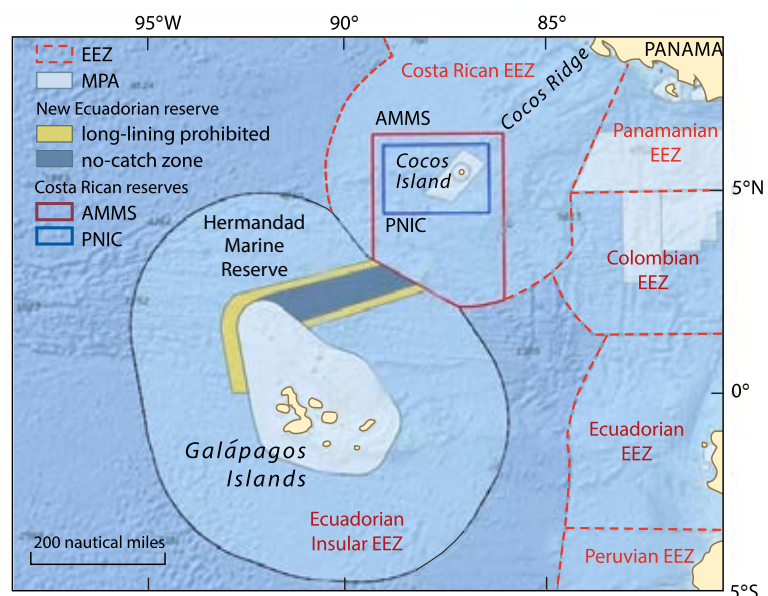 95°W
90°
85°
EEZ
MPA
New Ecuadorian reserve
long-lining prohibited
no-catch zone
Costa Rican reserves
AMMS
PNIC
PANAMA
Costa Rican EEZ
Cocos Ridge
AMMS
Cocos
Island
PNIC
Panamanian
EEZ
5°N
Hermandad
Marine
Reserve
Colombian
EEZ
0°
Ecuadorian
EEZ
Galápagos
Islands
Ecuadorian
Insular EEZ
200 nautical miles
Peruvian EEZ
5°S